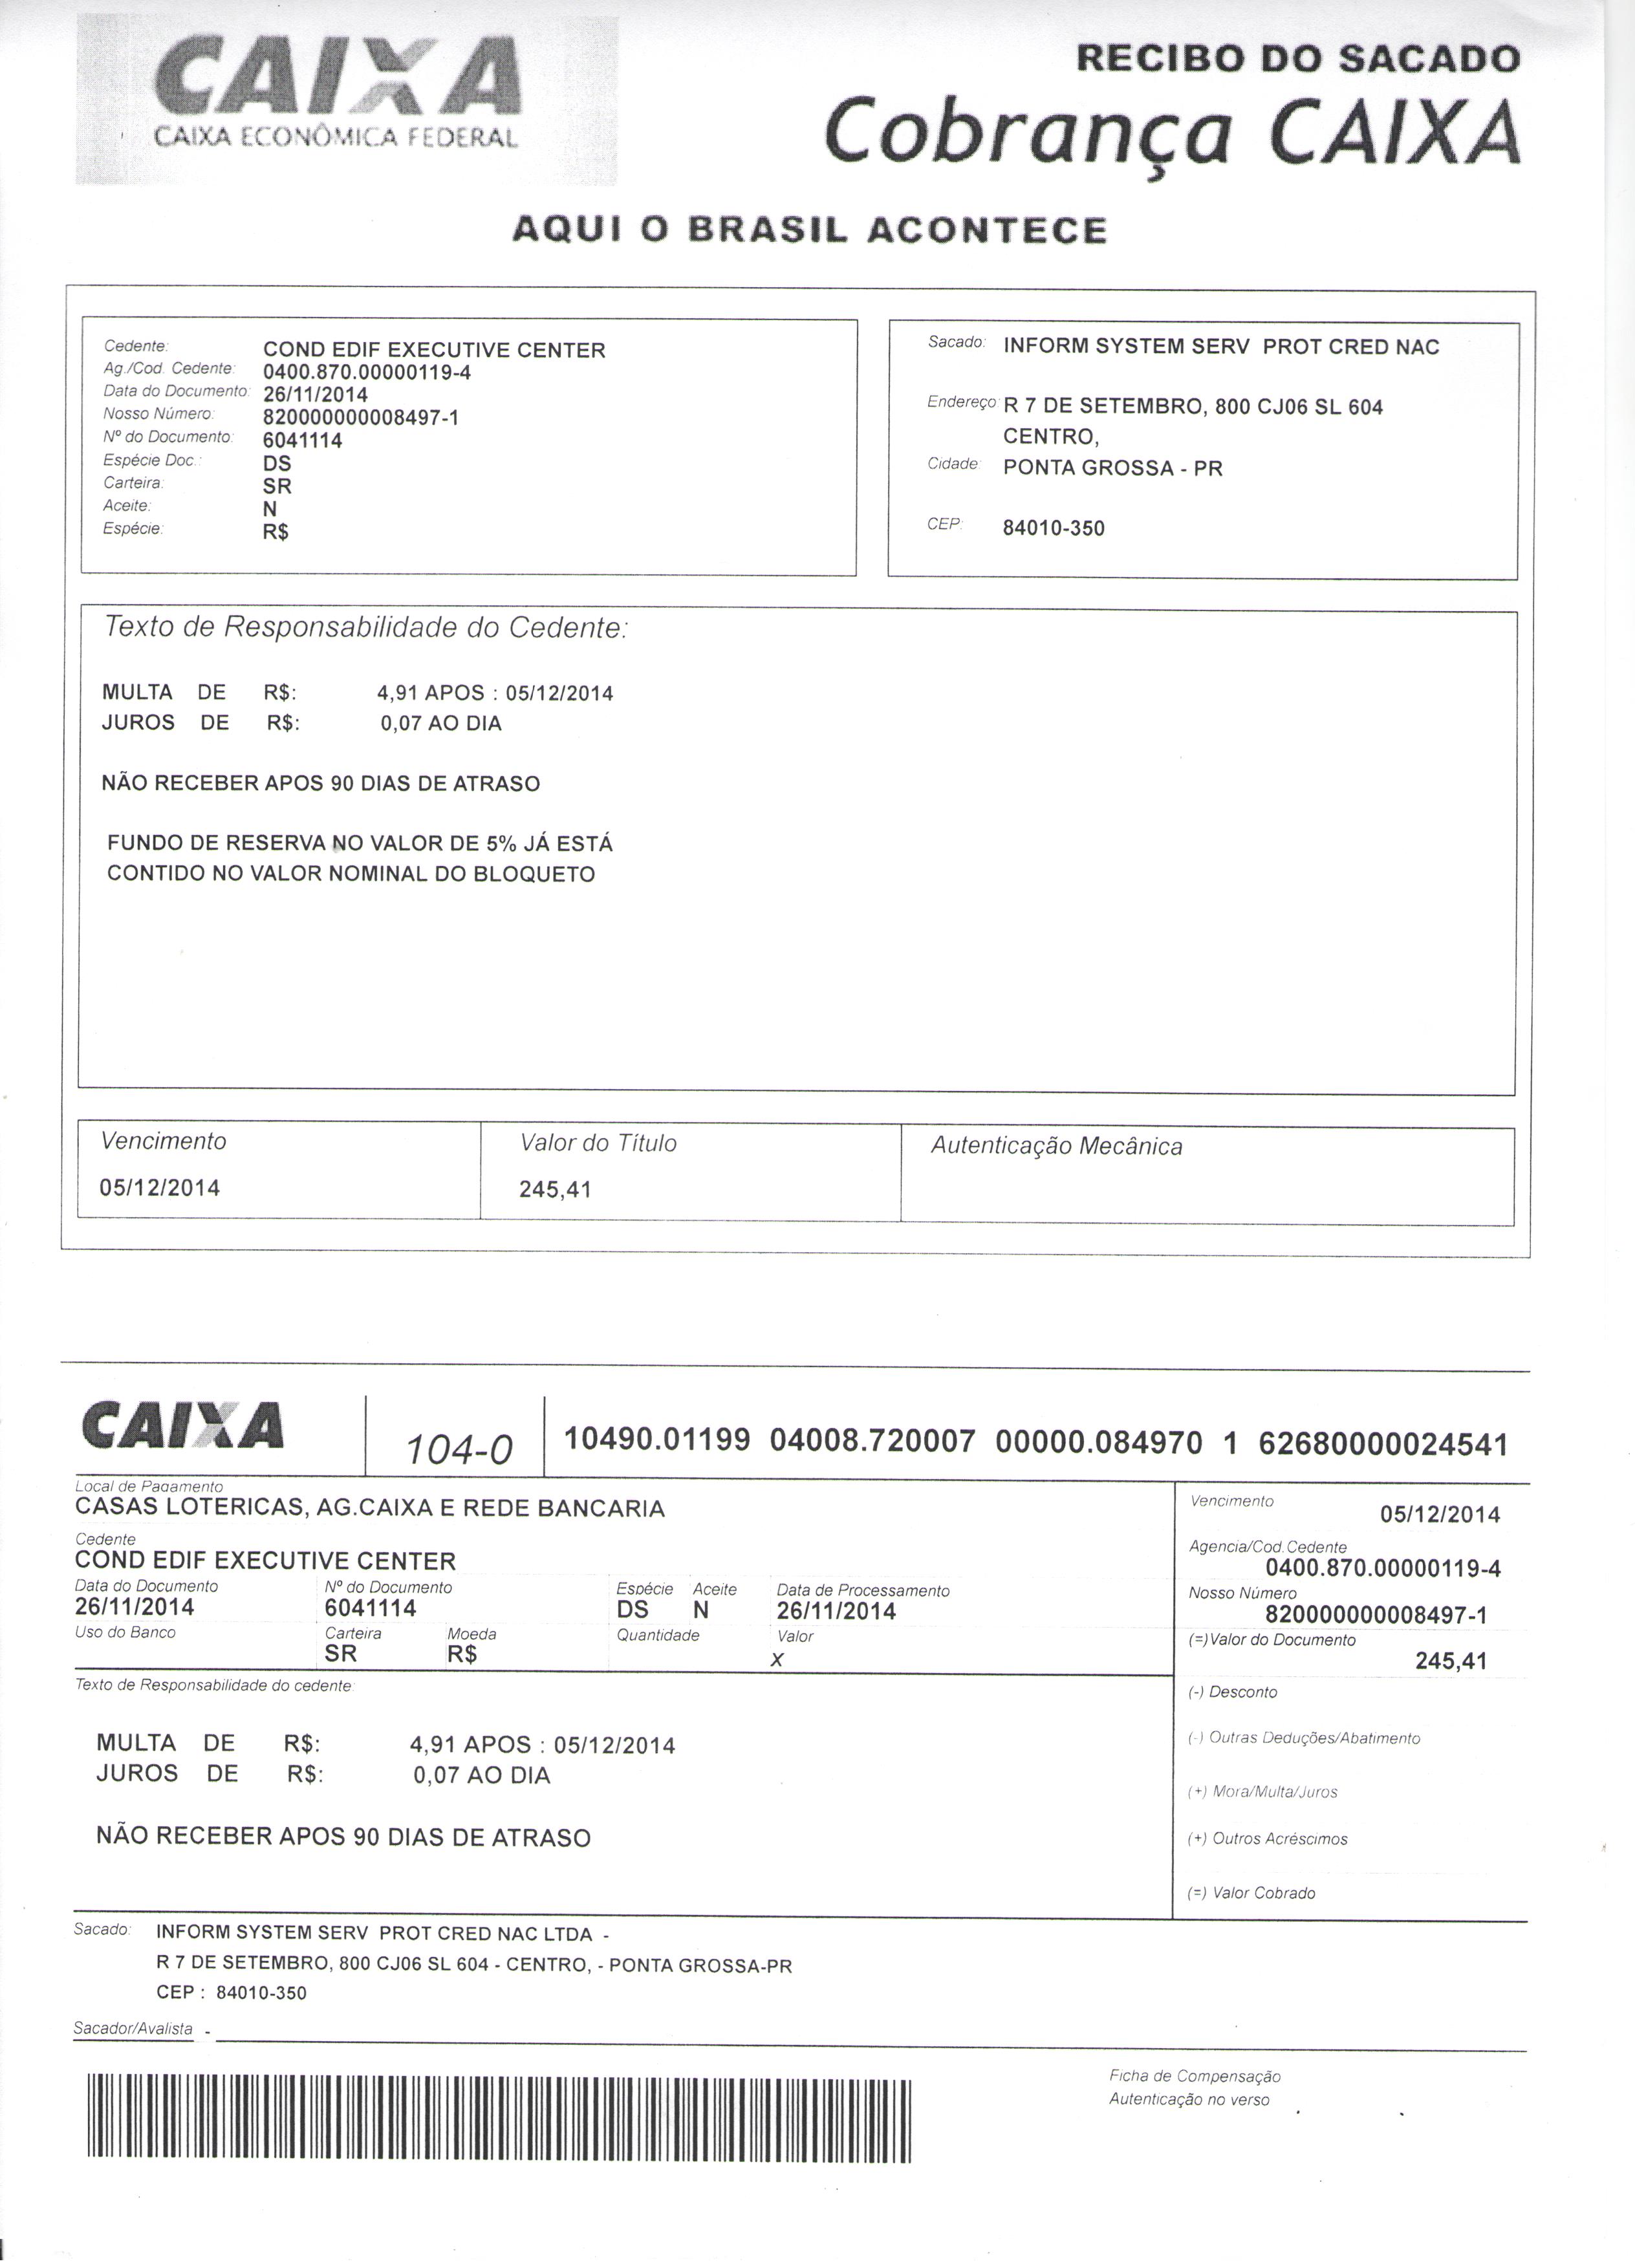 CAIXA
CAIXA ECONÔMICA FEDERAL
RECIBO DO SACADO
Cobrança CAIXA
AQUI O BRASIL ACONTECE
Cedente: COND EDIF EXECUTIVE CENTER
Ag./Cod. Cedente: 0400.870.00000119-4
Data do Documento: 26/11/2014
Nosso Número: 820000000008497-1
Nº do Documento: 6041114
Espécie Doc.: DS
Carteira: SR
Aceite: N
Espécie: R$
Sacado: INFORM SYSTEM SERV PROT CRED NAC
Endereço: R 7 DE SETEMBRO, 800 CJ06 SL 604
CENTRO,
Cidade: PONTA GROSSA - PR
CEP: 84010-350
Texto de Responsabilidade do Cedente:
MULTA DE R$: 4,91 APOS : 05/12/2014
JUROS DE R$: 0,07 AO DIA
NÃO RECEBER APOS 90 DIAS DE ATRASO
FUNDO DE RESERVA NO VALOR DE 5% JÁ ESTÁ
CONTIDO NO VALOR NOMINAL DO BLOQUETO
Vencimento Valor do Título Autenticação Mecânica
05/12/2014 245,41
CAIXA 104-0 10490.01199 04008.720007 00000.084970 1 62680000024541
Local de Pagamento
CASAS LOTERICAS, AG.CAIXA E REDE BANCARIA
Vencimento
05/12/2014
Cedente
COND EDIF EXECUTIVE CENTER
Agencia/Cod.Cedente
0400.870.00000119-4
Data do Documento Nº do Documento Espécie Aceite Data de Processamento
26/11/2014 6041114 DS N 26/11/2014
Nosso Número
820000000008497-1
Uso do Banco Carteira Moeda Quantidade Valor
SR R$ X
(=)Valor do Documento
245,41
Texto de Responsabilidade do cedente:
MULTA DE R$: 4,91 APOS : 05/12/2014
JUROS DE R$: 0,07 AO DIA
NÃO RECEBER APOS 90 DIAS DE ATRASO
(-) Desconto
(-) Outras Deduções/Abatimento
(+) Mora/Multa/Juros
(+) Outros Acréscimos
(=) Valor Cobrado
Sacado: INFORM SYSTEM SERV PROT CRED NAC LTDA -
R 7 DE SETEMBRO, 800 CJ06 SL 604 - CENTRO, - PONTA GROSSA-PR
CEP : 84010-350
Sacador/Avalista -
Ficha de Compensação
Autenticação no verso